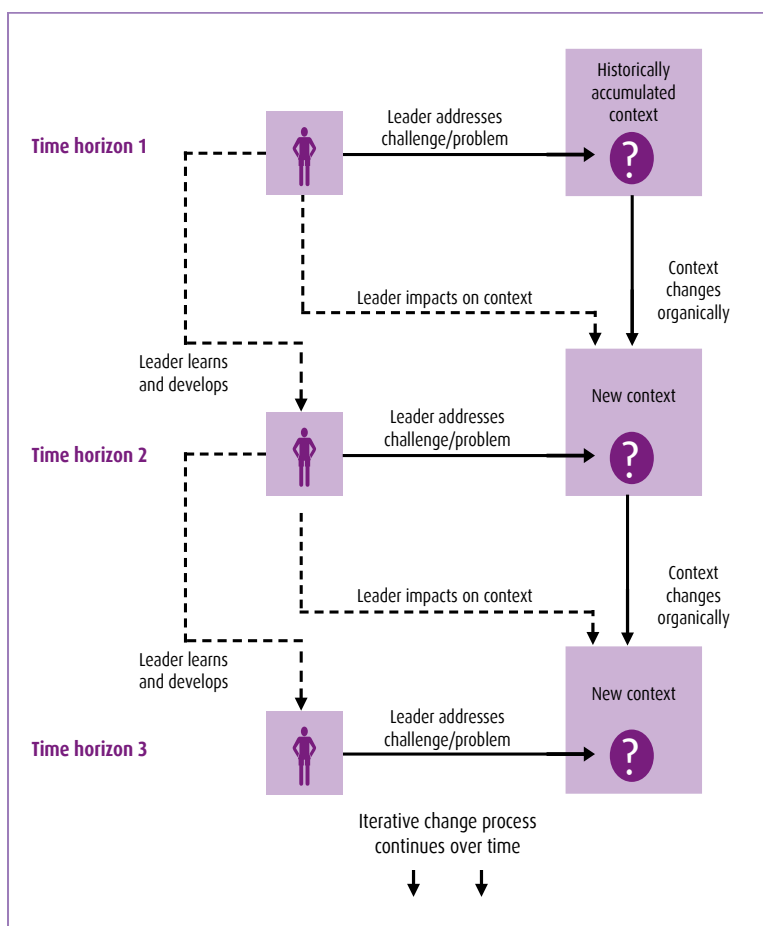 Historically
accumulated
context
Time horizon 1
Leader addresses
challenge/problem
?
Context
changes
organically
Leader impacts on context
Leader learns
and develops
New context
Time horizon 2
Leader addresses
challenge/problem
?
Context
changes
organically
Leader impacts on context
Leader learns
and develops
New context
Time horizon 3
Leader addresses
challenge/problem
?
Iterative change process
continues over time